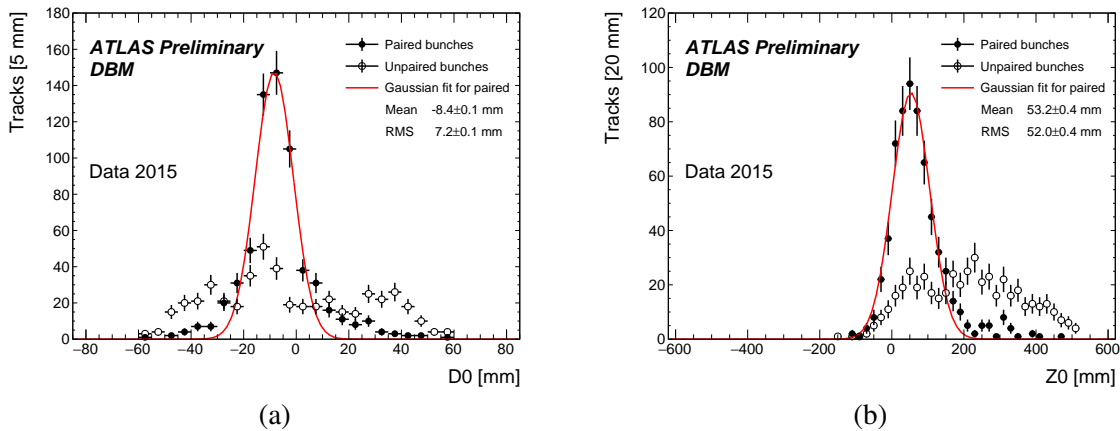 Tracks [5 mm]
180
160
140
120
100
80
60
40
20
0
ATLAS Preliminary
DBM
Data 2015
Paired bunches
Unpaired bunches
Gaussian fit for paired
Mean -8.4±0.1 mm
RMS 7.2±0.1 mm
−80 −60 −40 −20 0 20 40 60 80
D0 [mm]
(a)
Tracks [20 mm]
120
100
80
60
40
20
0
ATLAS Preliminary
DBM
Data 2015
Paired bunches
Unpaired bunches
Gaussian fit for paired
Mean 53.2±0.4 mm
RMS 52.0±0.4 mm
−600 −400 −200 0 200 400 600
Z0 [mm]
(b)